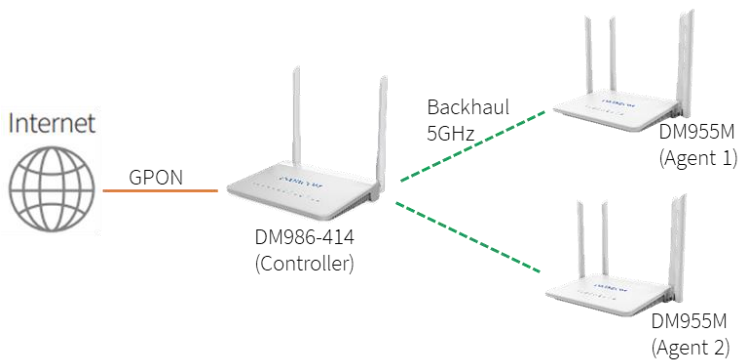 Internet
GPON
DM986-414
(Controller)
Backhaul
5GHz
DM955M
(Agent 1)
DM955M
(Agent 2)